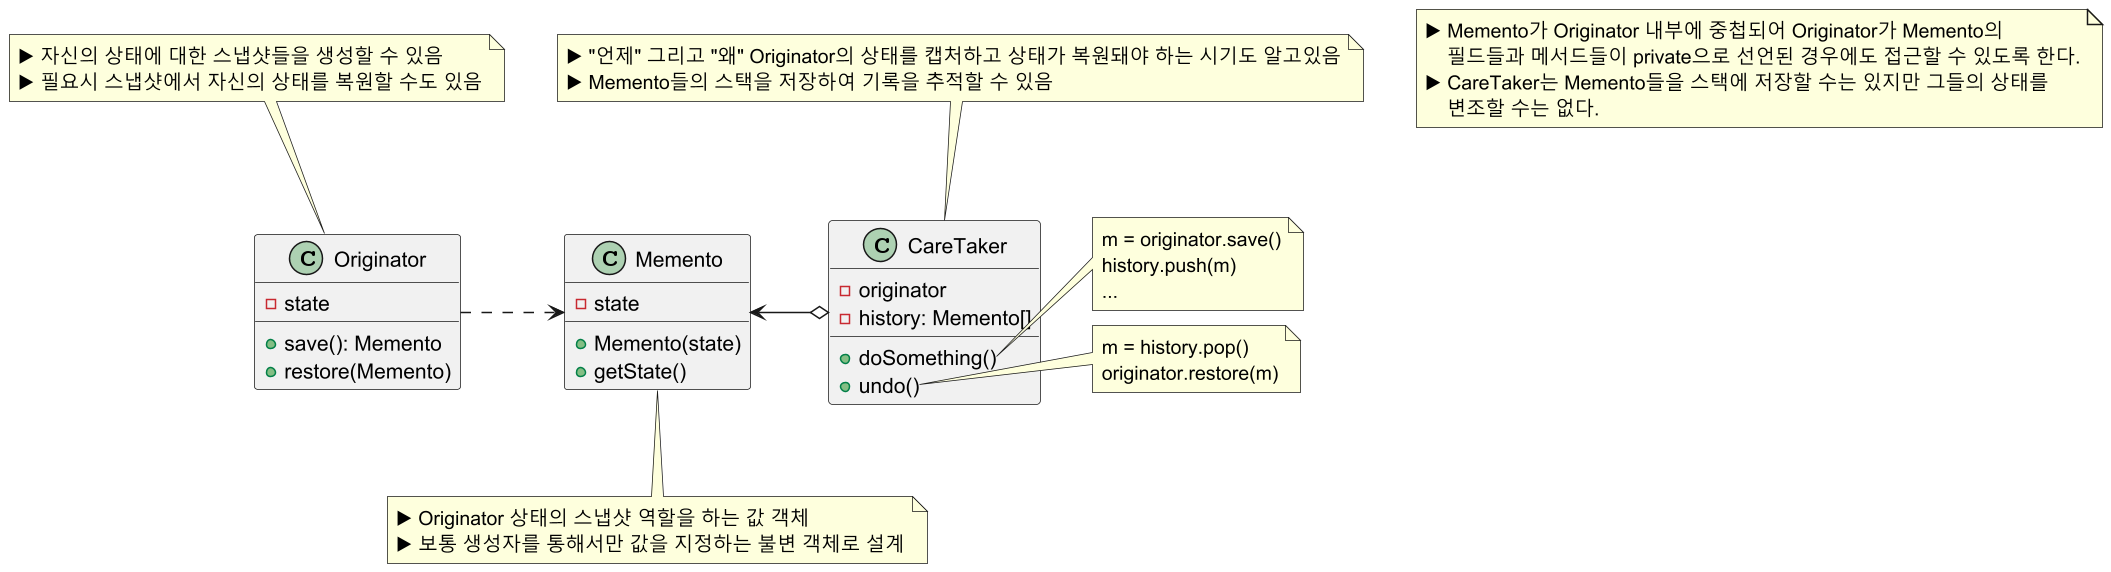 ▶ 자신의 상태에 대한 스냅샷들을 생성할 수 있음
▶ 필요시 스냅샷에서 자신의 상태를 복원할 수도 있음
▶ "언제" 그리고 "왜" Originator의 상태를 캡처하고 상태가 복원돼야 하는 시기도 알고있음
▶ Memento들의 스택을 저장하여 기록을 추적할 수 있음
▶ Memento가 Originator 내부에 중첩되어 Originator가 Memento의
필드들과 메서드들이 private으로 선언된 경우에도 접근할 수 있도록 한다.
▶ CareTaker는 Memento들을 스택에 저장할 수는 있지만 그들의 상태를
변조할 수는 없다.
C Originator
state
save(): Memento
restore(Memento)
C Memento
state
Memento(state)
getState()
C CareTaker
originator
history: Memento[]
doSomething()
undo()
m = originator.save()
history.push(m)
...
m = history.pop()
originator.restore(m)
▶ Originator 상태의 스냅샷 역할을 하는 값 객체
▶ 보통 생성자를 통해서만 값을 지정하는 불변 객체로 설계